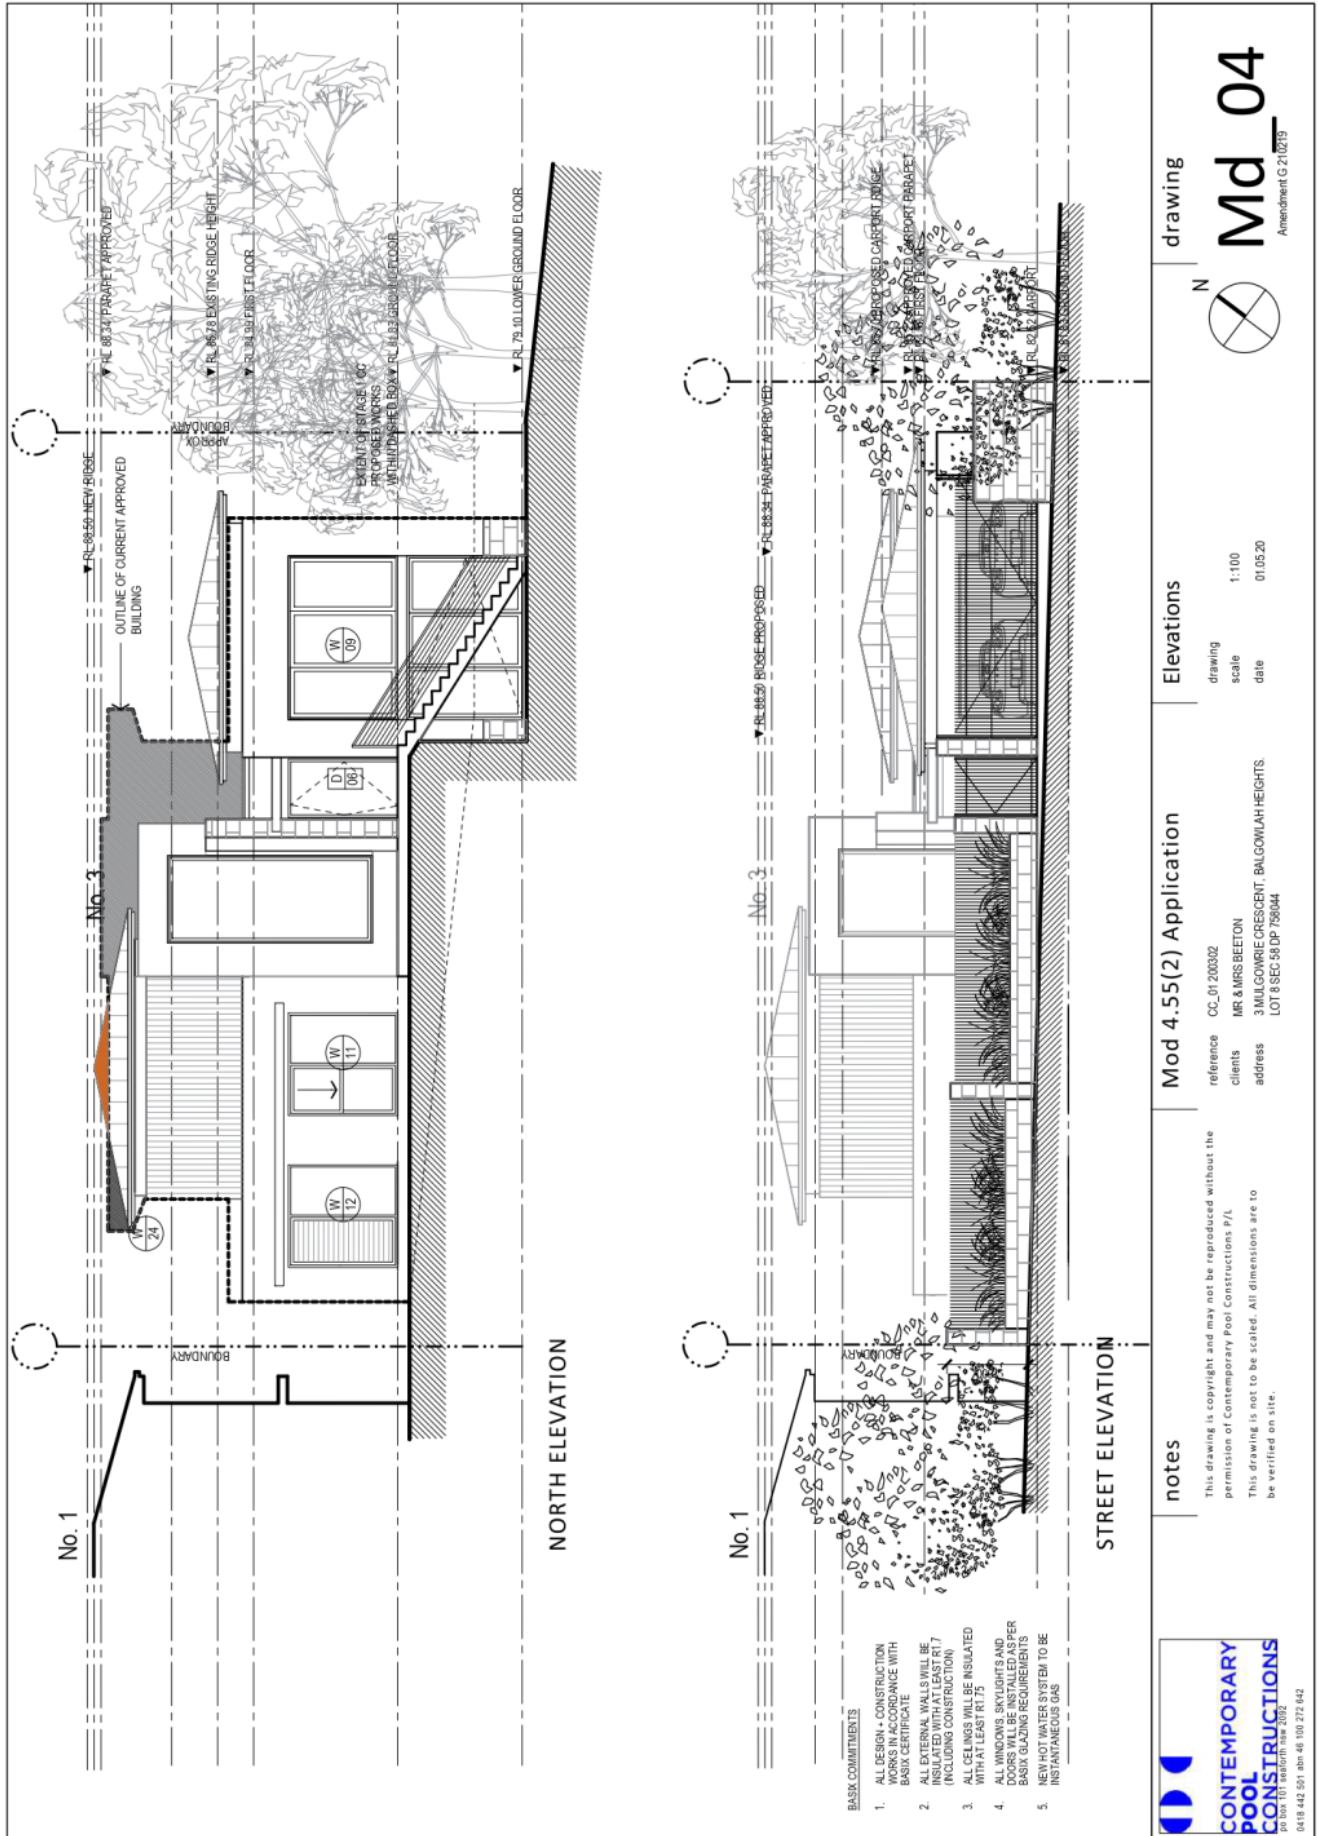 No. 1
BOUNDARY
W
24
W
12
W
11
No. 3
D
06
W
09
OUTLINE OF CURRENT APPROVED
BUILDING
RL 88.50 NEW RIDGE
APPROX
BOUNDARY
RL 88.34 PARAPET APPROVED
RL 84.99 FIRST FLOOR
EXTENT OF STAGE 1 CC
PROPOSED WORKS
WITHIN DASHED BOX
RL 81.83 GROUND FLOOR
RL 79.10 LOWER GROUND FLOOR
NORTH ELEVATION
No. 1
BOUNDARY
No. 3
RL 88.50 RIDGE PROPOSED
RL 88.34 PARAPET APPROVED
PROPOSED CARPORT RIDGE
APPROVED CARPORT PARAPET
FIRST FLOOR
RL 82.62 CARPORT
STREET ELEVATION
BASIX COMMITMENTS
1. ALL DESIGN + CONSTRUCTION
WORKS IN ACCORDANCE WITH
BASIX CERTIFICATE
2. ALL EXTERNAL WALLS WILL BE
INSULATED WITH AT LEAST R1.7
(INCLUDING CONSTRUCTION)
3. ALL CEILINGS WILL BE INSULATED
WITH AT LEAST R1.75
4. ALL WINDOWS, SKYLIGHTS AND
DOORS WILL BE INSTALLED AS PER
BASIX GLAZING REQUIREMENTS
5. NEW HOT WATER SYSTEM TO BE
INSTANTANEOUS GAS
CONTEMPORARY
POOL
CONSTRUCTIONS
po box 101 seaforth nsw 2092
0418 442 501 abn 46 100 272 642
notes
This drawing is copyright and may not be reproduced without the
permission of Contemporary Pool Constructions P/L
This drawing is not to be scaled. All dimensions are to
be verified on site.
Mod 4.55(2) Application
reference CC_01 200302
clients MR & MRS BEETON
address 3 MULGOWRIE CRESCENT, BALGOWLAH HEIGHTS.
LOT 8 SEC 58 DP 758044
Elevations
drawing
scale 1:100
date 01.05.20
drawing
N
Md_04
Amendment G 210219